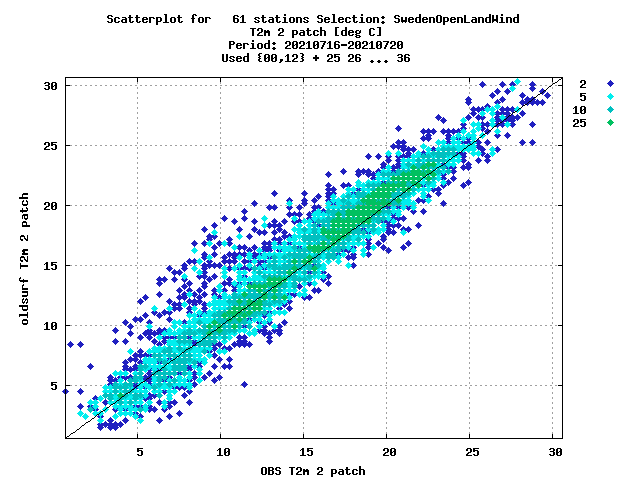 Scatterplot for   61 stations Selection: SwedenOpenLandWind
T2m 2 patch [deg C]
Period: 20210716-20210720
Used {00,12} + 25 26 ... 36
2
5
10
25
30
25
20
15
10
5
oldsurf T2m 2 patch
5 10 15 20 25 30
OBS T2m 2 patch